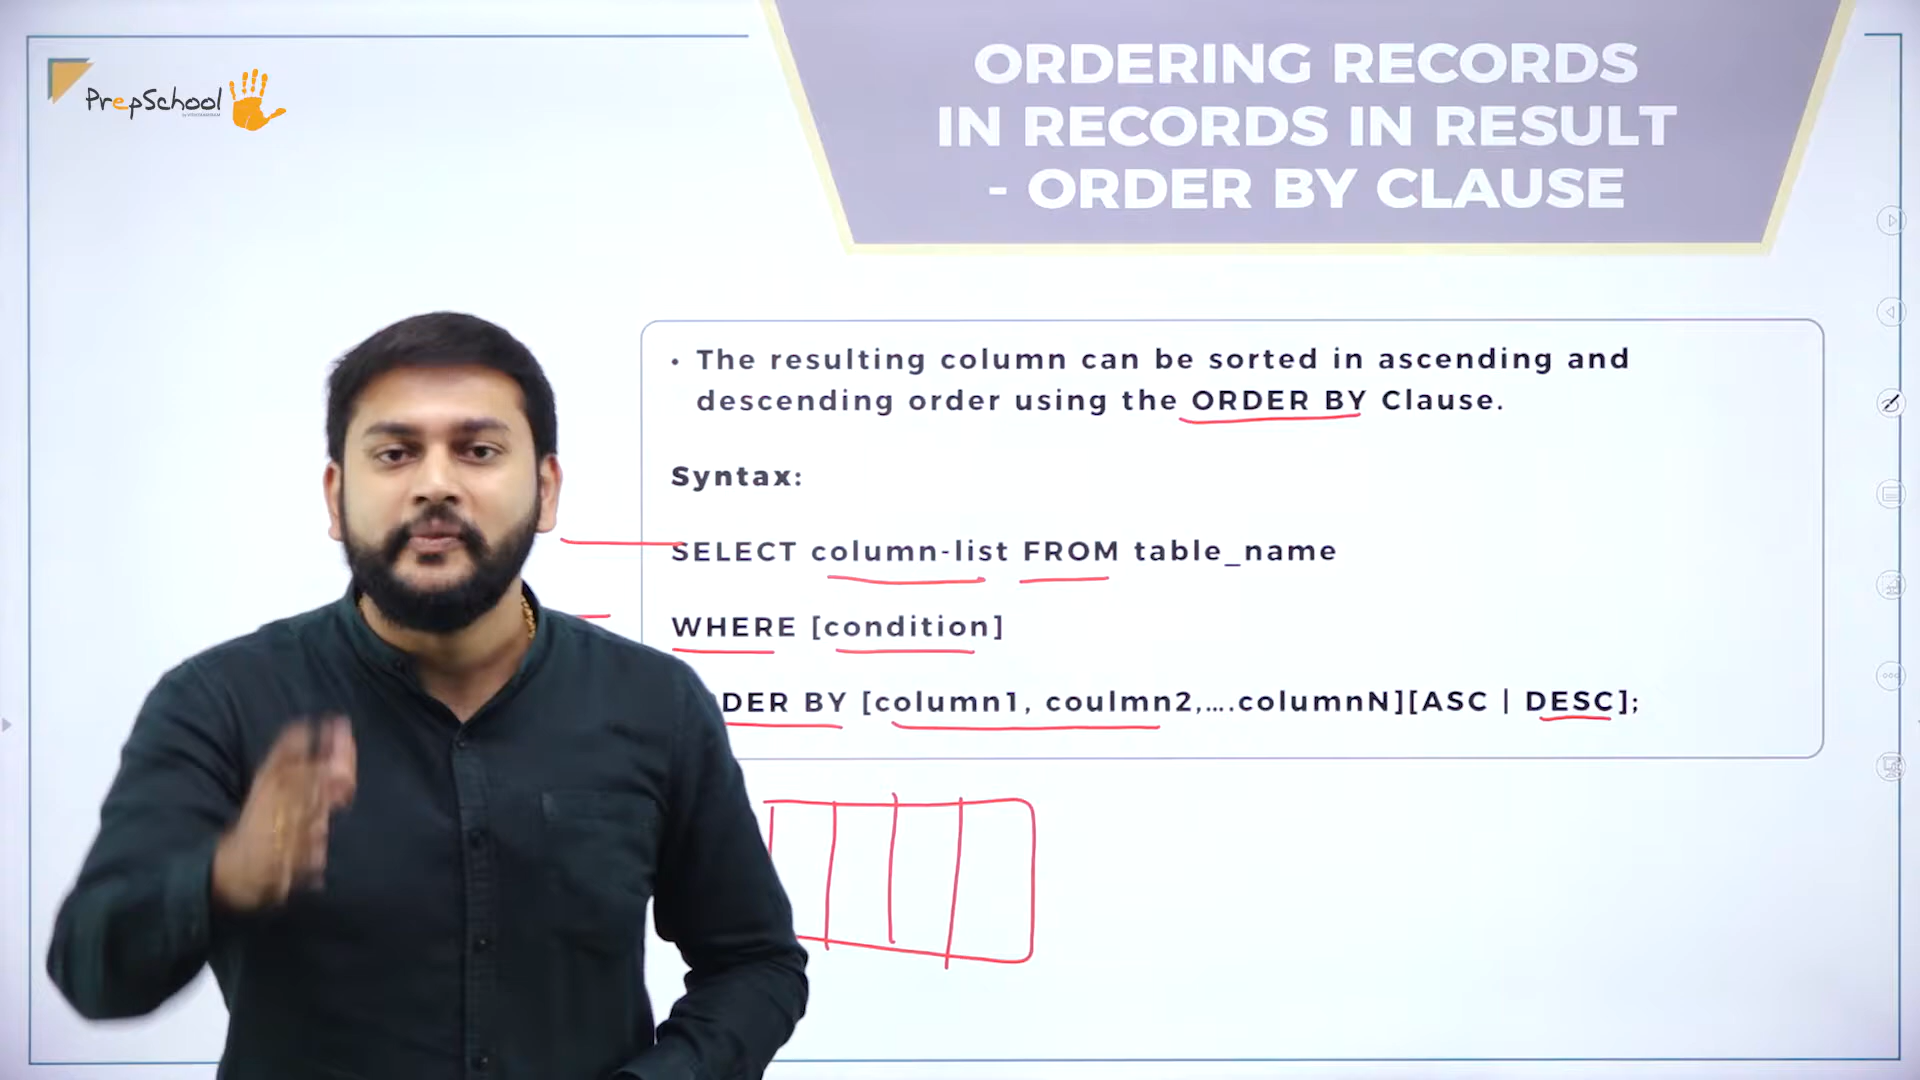 PrepSchool
ORDERING RECORDS
IN RECORDS IN RESULT
- ORDER BY CLAUSE
• The resulting column can be sorted in ascending and
descending order using the ORDER BY Clause.
Syntax:
SELECT column-list FROM table_name
WHERE [condition]
DER BY [column1, coulmn2,....columnN][ASC | DESC];